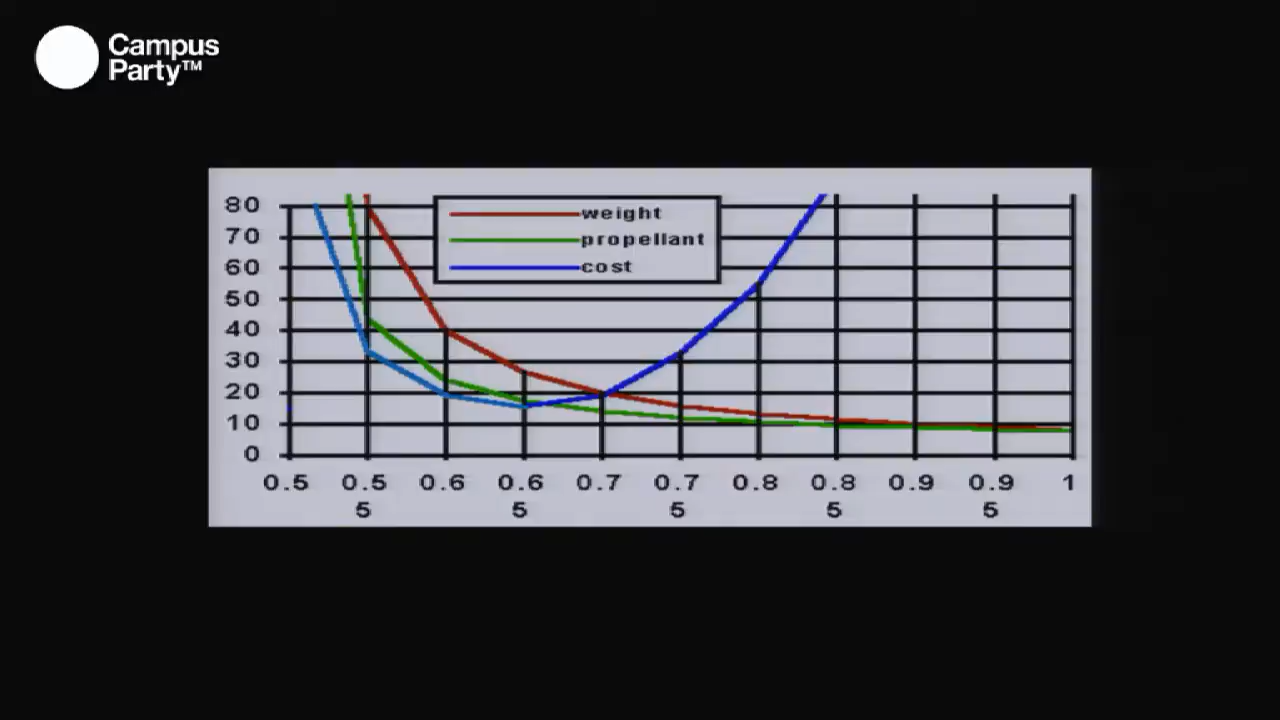 Campus
Party™
80
70
60
50
40
30
20
10
0
weight
propellant
cost
0.5 0.5 0.6 0.6 0.7 0.7 0.8 0.8 0.9 0.9 1
5 5 5 5 5